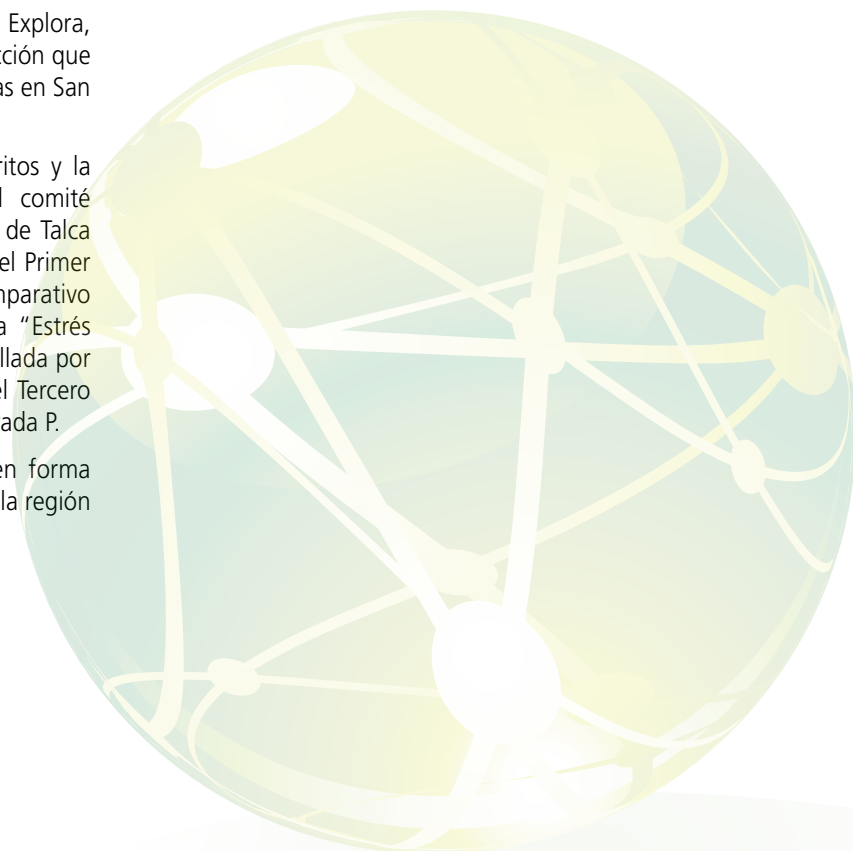 Explora,
cción que
as en San
ritos y la
l comité
de Talca
el Primer
mparativo
a “Estrés
llada por
el Tercero
ada P.
en forma
la región